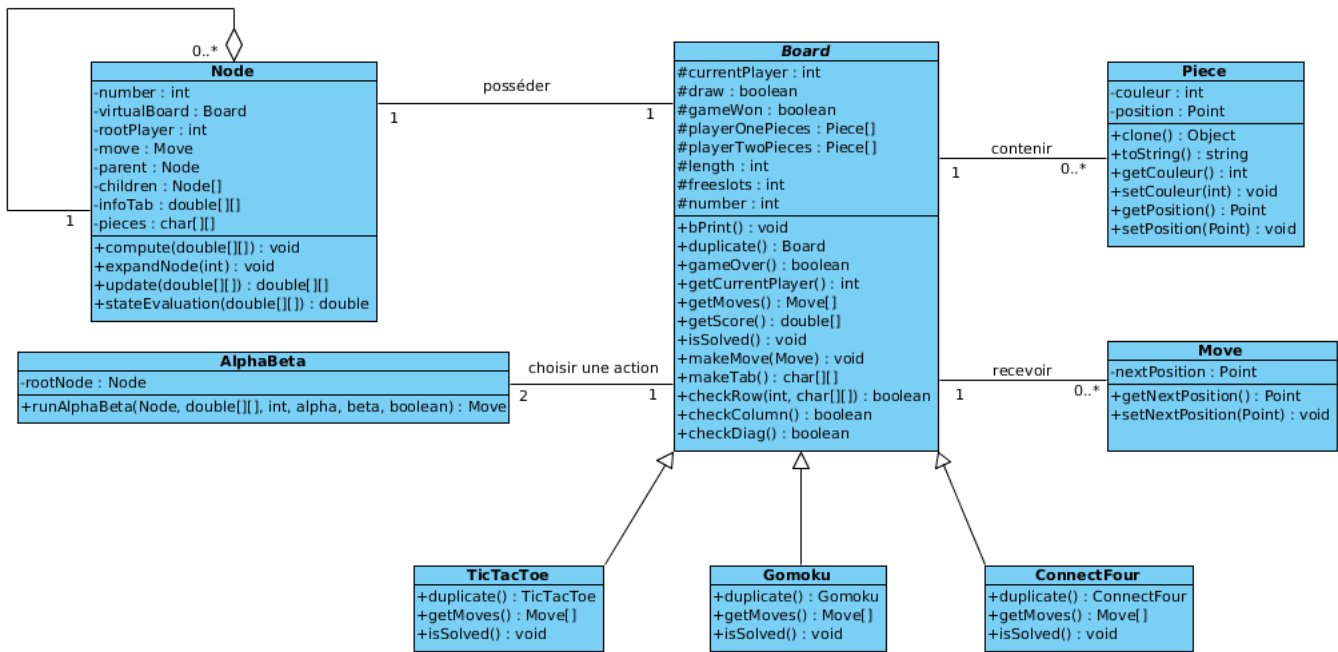 0..*
Node
-number : int
-virtualBoard : Board
-rootPlayer : int
-move : Move
-parent : Node
-children : Node[]
-infoTab : double[][]
-pieces : char[][]
+compute(double[][]) : void
+expandNode(int) : void
+update(double[][]) : double[][]
+stateEvaluation(double[][]) : double
1
posséder
1
1
Board
#currentPlayer : int
#draw : boolean
#gameWon : boolean
#playerOnePieces : Piece[]
#playerTwoPieces : Piece[]
#length : int
#freeslots : int
#number : int
+bPrint() : void
+duplicate() : Board
+gameOver() : boolean
+getCurrentPlayer() : int
+getMoves() : Move[]
+getScore() : double[]
+isSolved() : void
+makeMove(Move) : void
+makeTab() : char[][]
+checkRow(int, char[][]) : boolean
+checkColumn() : boolean
+checkDiag() : boolean
contenir
1
0..*
Piece
-couleur : int
-position : Point
+clone() : Object
+toString() : string
+getCouleur() : int
+setCouleur(int) : void
+getPosition() : Point
+setPosition(Point) : void
AlphaBeta
-rootNode : Node
+runAlphaBeta(Node, double[][], int, alpha, beta, boolean) : Move
choisir une action
2
1
recevoir
1
0..*
Move
-nextPosition : Point
+getNextPosition() : Point
+setNextPosition(Point) : void
TicTacToe
+duplicate() : TicTacToe
+getMoves() : Move[]
+isSolved() : void
Gomoku
+duplicate() : Gomoku
+getMoves() : Move[]
+isSolved() : void
ConnectFour
+duplicate() : ConnectFour
+getMoves() : Move[]
+isSolved() : void